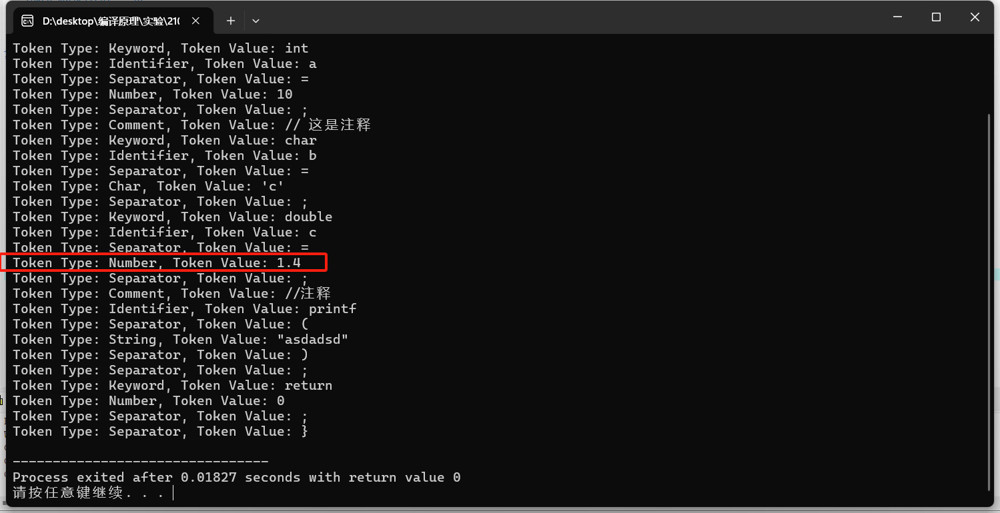 D:\desktop\编译原理\实验\210
Token Type: Keyword, Token Value: int
Token Type: Identifier, Token Value: a
Token Type: Separator, Token Value: =
Token Type: Number, Token Value: 10
Token Type: Separator, Token Value: ;
Token Type: Comment, Token Value: // 这是注释
Token Type: Keyword, Token Value: char
Token Type: Identifier, Token Value: b
Token Type: Separator, Token Value: =
Token Type: Char, Token Value: 'c'
Token Type: Separator, Token Value: ;
Token Type: Keyword, Token Value: double
Token Type: Identifier, Token Value: c
Token Type: Separator, Token Value: =
Token Type: Number, Token Value: 1.4
Token Type: Separator, Token Value: ;
Token Type: Comment, Token Value: //注释
Token Type: Identifier, Token Value: printf
Token Type: Separator, Token Value: (
Token Type: String, Token Value: "asdadsd"
Token Type: Separator, Token Value: )
Token Type: Separator, Token Value: ;
Token Type: Keyword, Token Value: return
Token Type: Number, Token Value: 0
Token Type: Separator, Token Value: ;
Token Type: Separator, Token Value: }
--------------------------------
Process exited after 0.01827 seconds with return value 0
请按任意键继续. . .